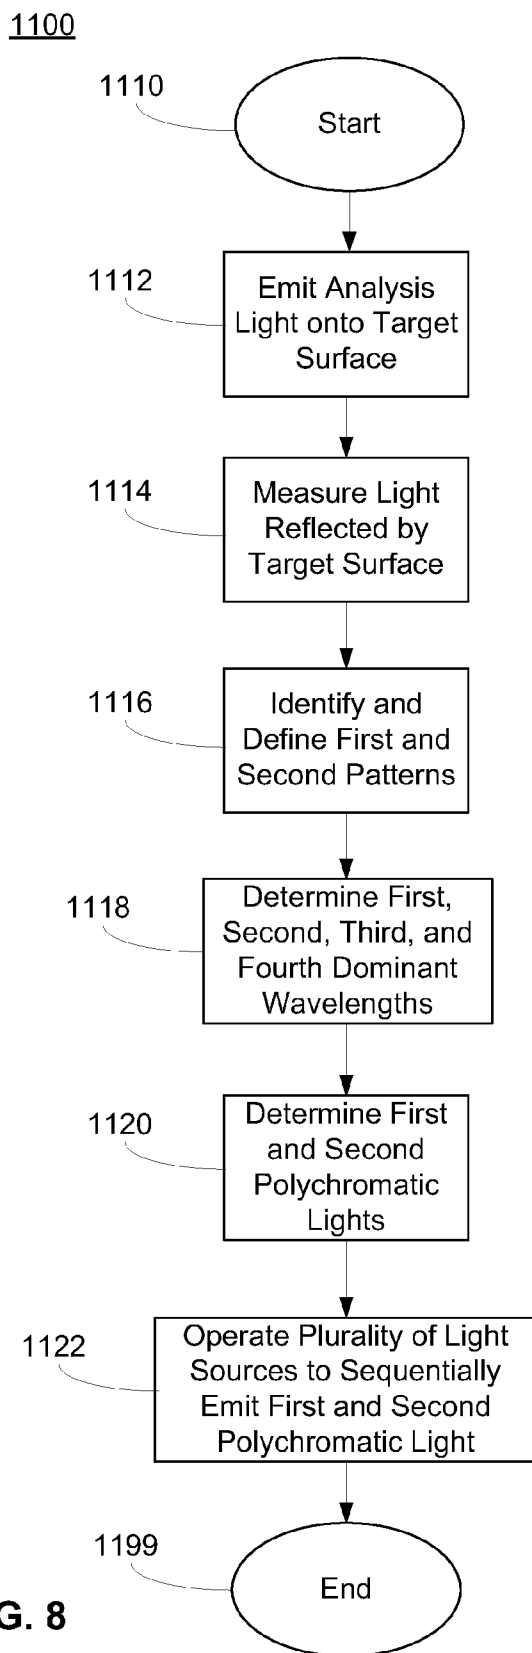 1100
1110
Start
1112
Emit Analysis
Light onto Target
Surface
1114
Measure Light
Reflected by
Target Surface
1116
Identify and
Define First and
Second Patterns
1118
Determine First,
Second, Third, and
Fourth Dominant
Wavelengths
1120
Determine First
and Second
Polychromatic
Lights
1122
Operate Plurality of Light
Sources to Sequentially
Emit First and Second
Polychromatic Light
1199
End
G. 8